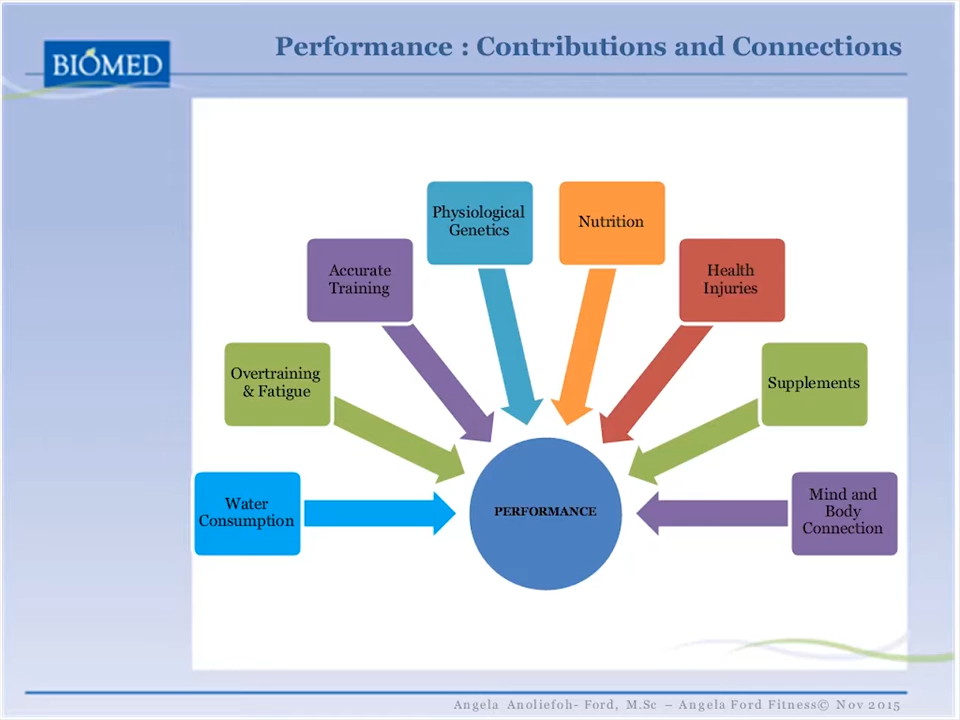 Performance : Contributions and Connections
BIOMED
Physiological
Genetics
Nutrition
Accurate
Training
Health
Injuries
Overtraining
& Fatigue
Supplements
Water
Consumption
PERFORMANCE
Mind and
Body
Connection
Angela Anoliefoh- Ford, M.Sc – Angela Ford Fitness© Nov 2015